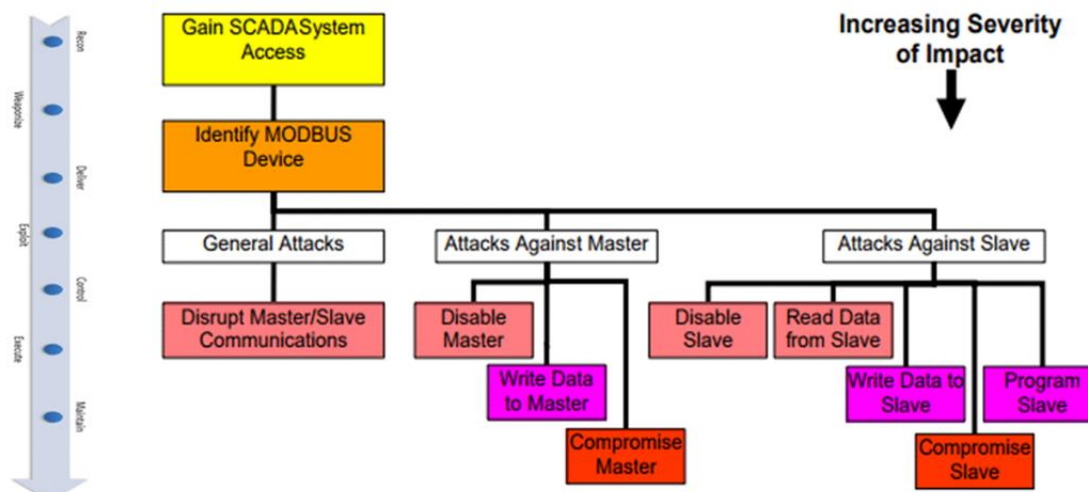 Recon
Weaponize
Deliver
Exploit
Control
Execute
Maintain
Gain SCADASystem
Access
Increasing Severity
of Impact
Identify MODBUS
Device
General Attacks
Attacks Against Master
Attacks Against Slave
Disrupt Master/Slave
Communications
Disable
Master
Disable
Slave
Read Data
from Slave
Write Data
to Master
Write Data to
Slave
Program
Slave
Compromise
Master
Compromise
Slave